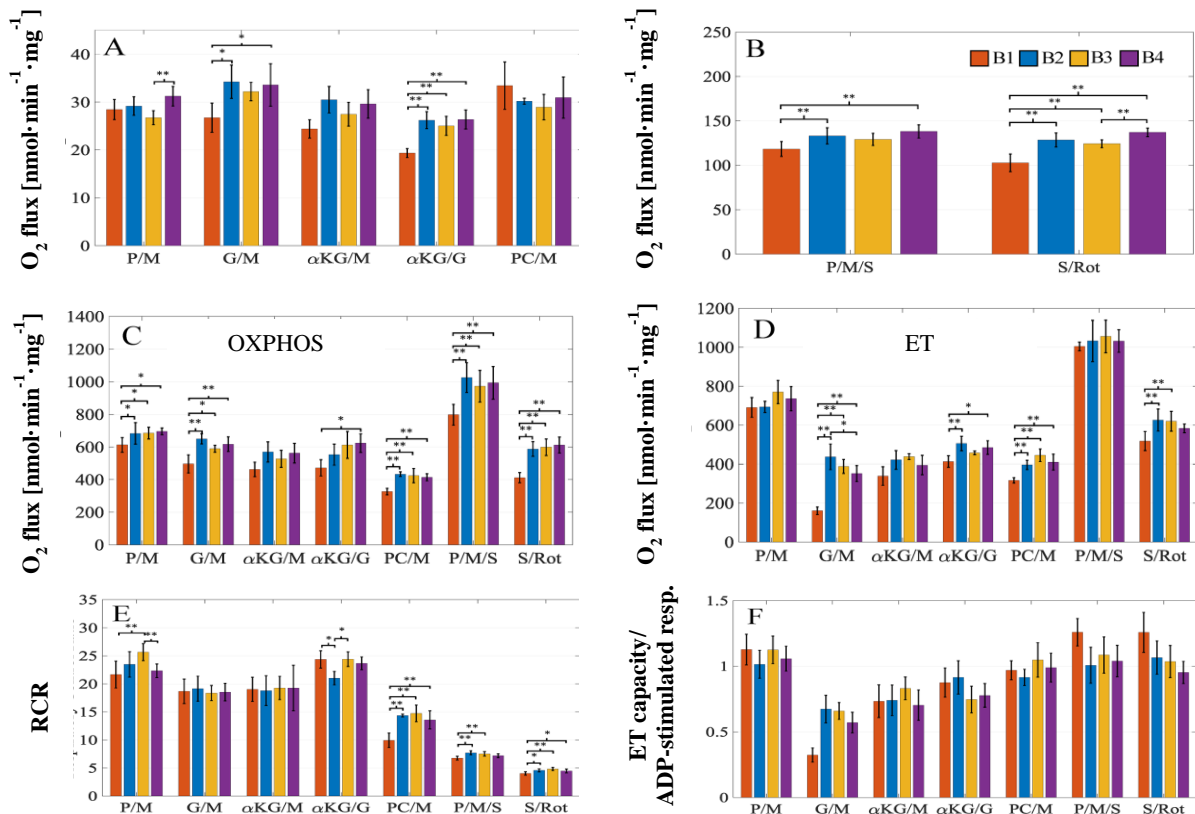 A
O₂ flux [nmol·min⁻¹·mg⁻¹]
40
30
20
10
0
** * * ** ** **
P/M G/M αKG/M αKG/G PC/M
B
B1 B2 B3 B4
O₂ flux [nmol·min⁻¹·mg⁻¹]
250
200
150
100
50
0
** ** ** ** ** **
P/M/S S/Rot
C
OXPHOS
O₂ flux [nmol·min⁻¹·mg⁻¹]
1400
1200
1000
800
600
400
200
0
* * * ** * ** * ** ** ** ** ** ** ** ** **
P/M G/M αKG/M αKG/G PC/M P/M/S S/Rot
D
ET
O₂ flux [nmol·min⁻¹·mg⁻¹]
1200
1000
800
600
400
200
0
** ** * * ** ** ** ** ** **
P/M G/M αKG/M αKG/G PC/M P/M/S S/Rot
E
RCR
35
30
25
20
15
10
5
0
** ** * * ** ** ** ** ** * ** *
P/M G/M αKG/M αKG/G PC/M P/M/S S/Rot
F
ET capacity/
ADP-stimulated resp.
1.5
1
0.5
0
P/M G/M αKG/M αKG/G PC/M P/M/S S/Rot